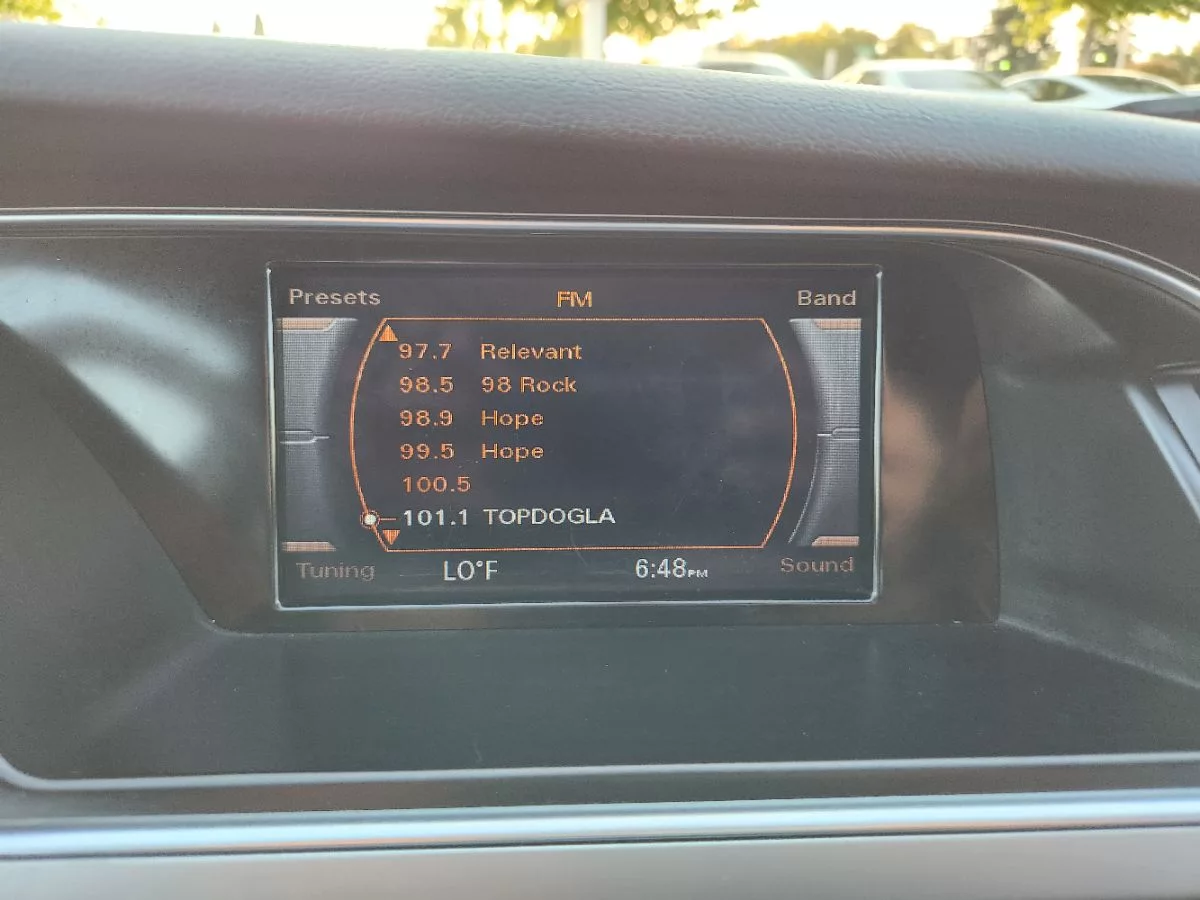 Presets FM Band
97.7 Relevant
98.5 98 Rock
98.9 Hope
99.5 Hope
100.5
101.1 TOPDOGLA
Tuning LO°F 6:48PM Sound